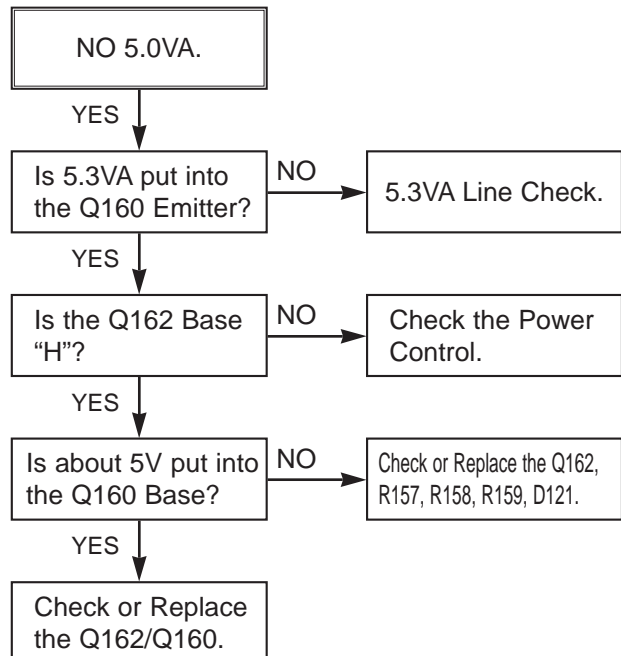 NO 5.0VA.
YES
Is 5.3VA put into
the Q160 Emitter?
NO
5.3VA Line Check.
YES
Is the Q162 Base
“H”?
NO
Check the Power
Control.
YES
Is about 5V put into
the Q160 Base?
NO
Check or Replace the Q162,
R157, R158, R159, D121.
YES
Check or Replace
the Q162/Q160.